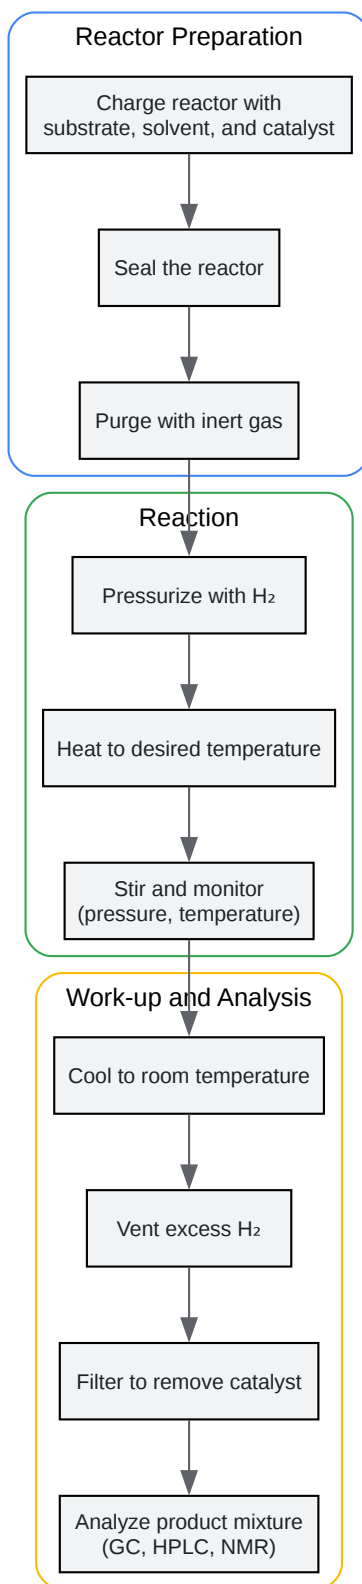 Reactor Preparation
Charge reactor with
substrate, solvent, and catalyst
Seal the reactor
Purge with inert gas
Reaction
Pressurize with H₂
Heat to desired temperature
Stir and monitor
(pressure, temperature)
Work-up and Analysis
Cool to room temperature
Vent excess H₂
Filter to remove catalyst
Analyze product mixture
(GC, HPLC, NMR)